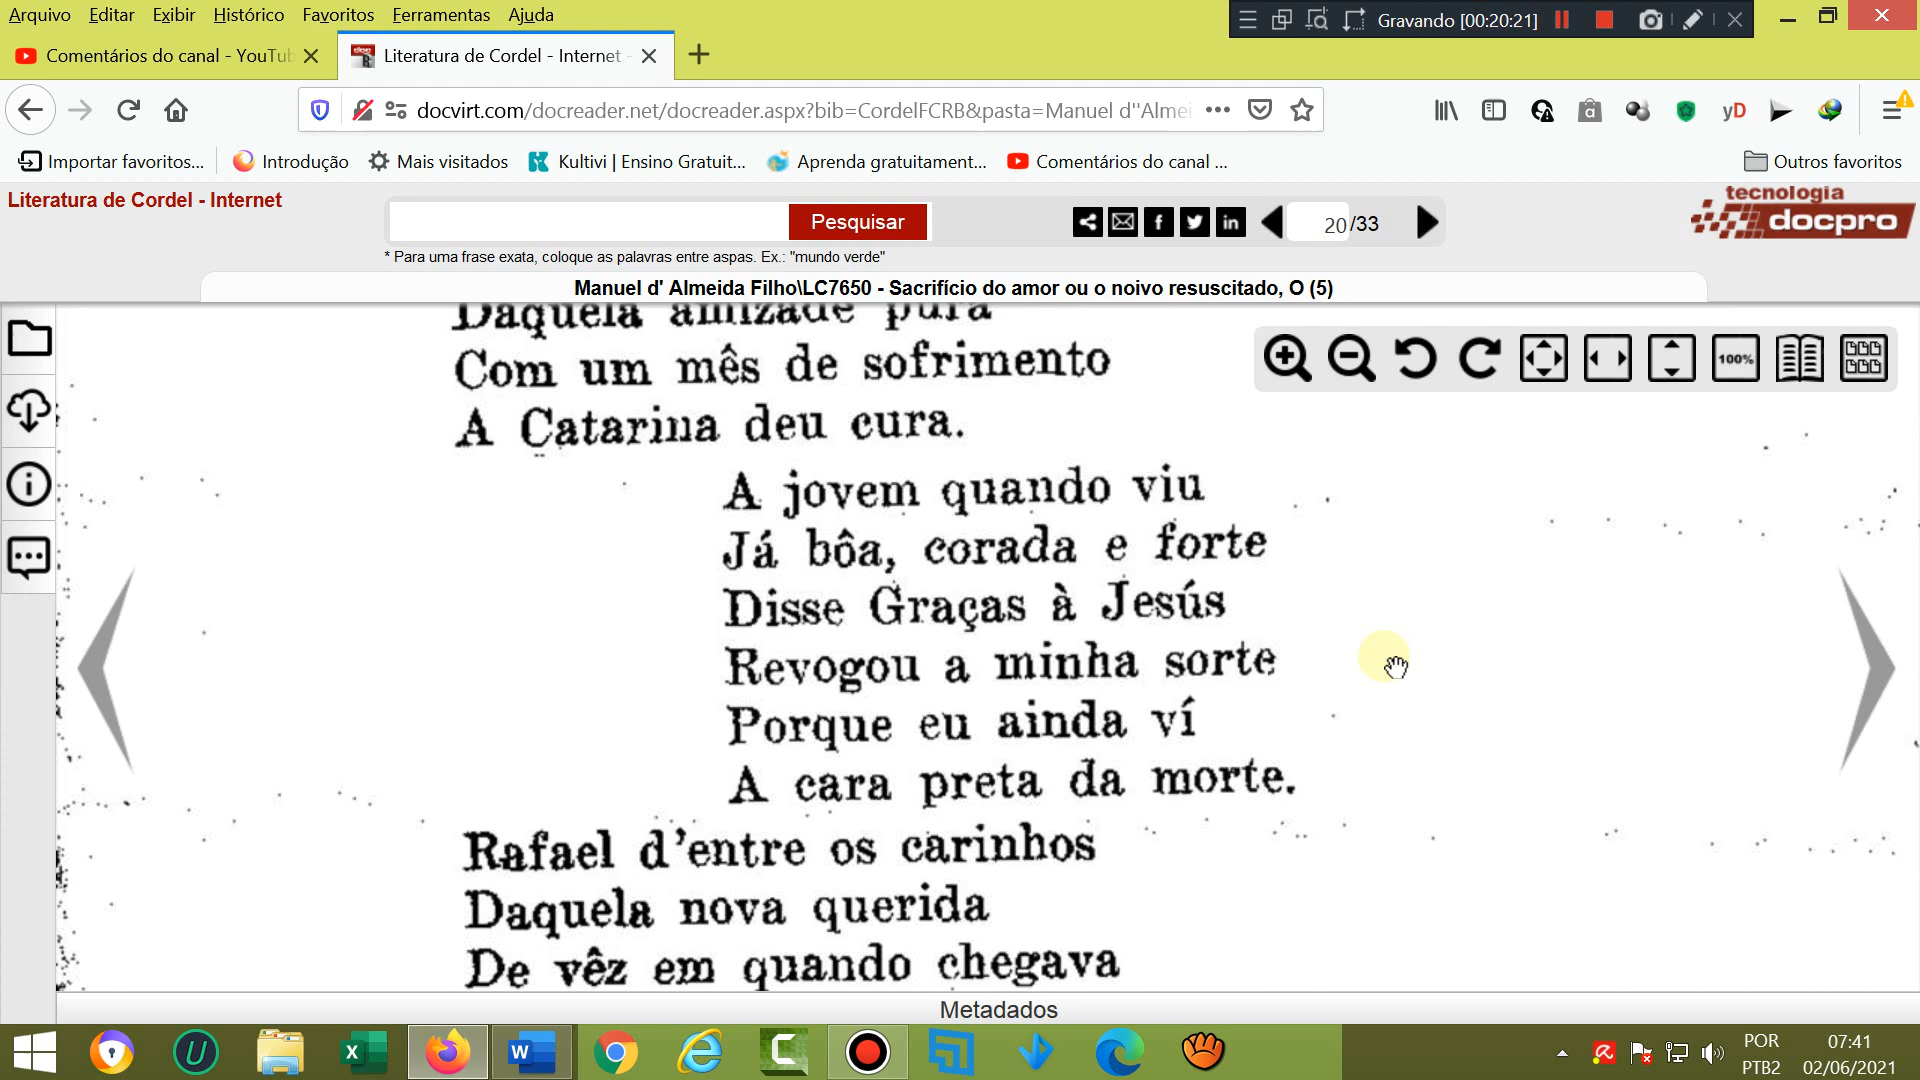 Arquivo Editar Exibir Histórico Favoritos Ferramentas Ajuda
Gravando [00:20:21]
Comentários do canal - YouTub
Literatura de Cordel - Internet -
docvirt.com/docreader.net/docreader.aspx?bib=CordelFCRB&pasta=Manuel d''Almei
yD
Importar favoritos...
Introdução
Mais visitados
Kultivi | Ensino Gratuit...
Aprenda gratuitament...
Comentários do canal ...
Outros favoritos
Literatura de Cordel - Internet
Pesquisar
20/33
tecnologia
docpro
* Para uma frase exata, coloque as palavras entre aspas. Ex.: "mundo verde"
Manuel d' Almeida Filho\LC7650 - Sacrifício do amor ou o noivo resuscitado, O (5)
100%
Daquela amizade pura
Com um mês de sofrimento
A Catarina deu cura.
A jovem quando viu
Já bôa, corada e forte
Disse Graças à Jesús
Revogou a minha sorte
Porque eu ainda ví
A cara preta da morte.
Rafael d'entre os carinhos
Daquela nova querida
De vêz em quando chegava
Metadados
POR
PTB2
07:41
02/06/2021